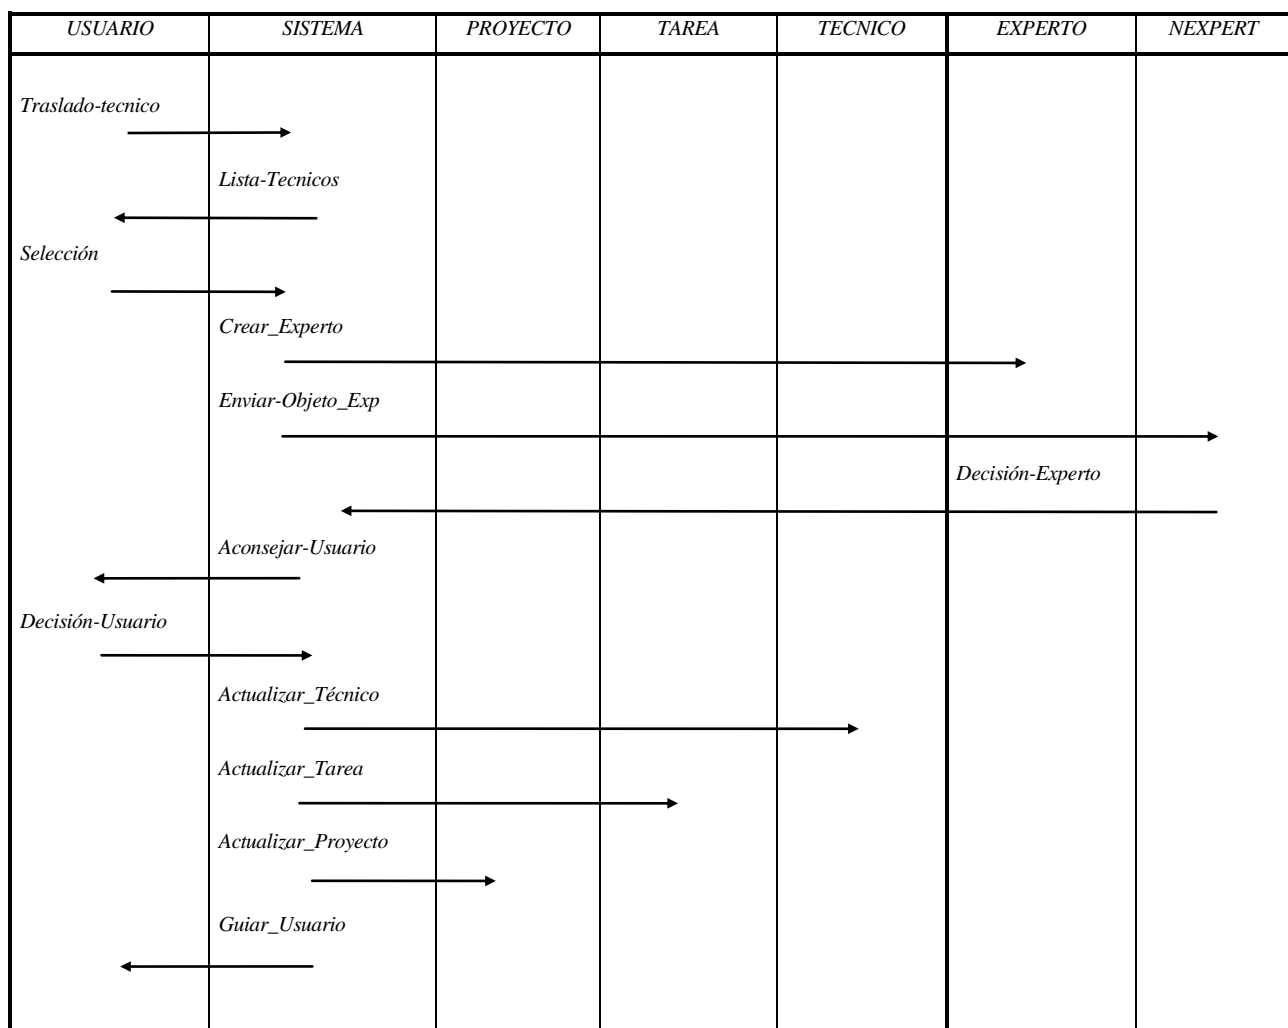 USUARIO SISTEMA PROYECTO TAREA TECNICO EXPERTO NEXPERT
Traslado-tecnico
Lista-Tecnicos
Selección
Crear_Experto
Enviar-Objeto_Exp
Decisión-Experto
Aconsejar-Usuario
Decisión-Usuario
Actualizar_Técnico
Actualizar_Tarea
Actualizar_Proyecto
Guiar_Usuario